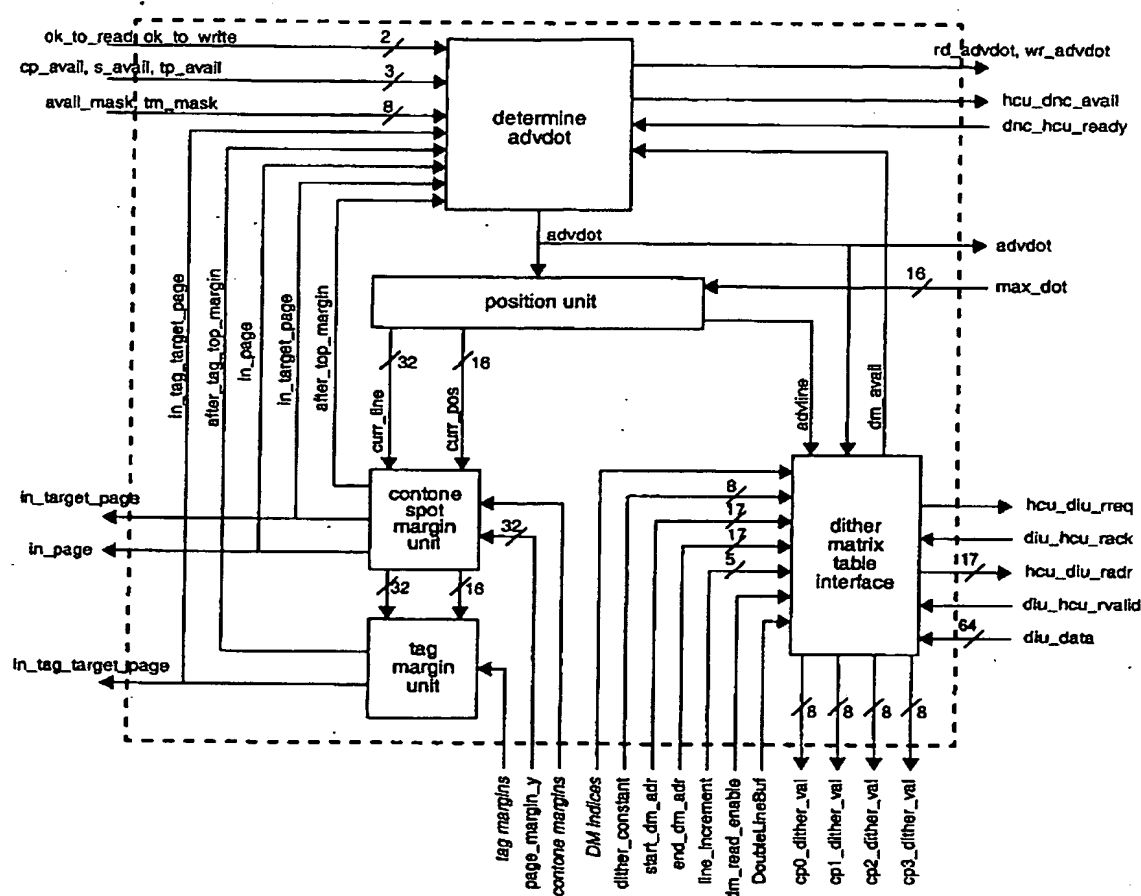 ok_to_read, ok_to_write
2
cp_avail, s_avail, tp_avail
3
avail_mask, tm_mask
8
determine
advdot
rd_advdot, wr_advdot
hcu_dnc_avail
dnc_hcu_ready
advdot
advdot
position unit
16
max_dot
in_tag_target_page
after_tag_top_margin
in_page
in_target_page
after_top_margin
32
16
curr_line
curr_pos
advline
dm_avail
in_target_page
in_page
contone
spot
margin
unit
32
32
16
tag
margin
unit
in_tag_target_page
8
17
17
5
dither
matrix
table
interface
hcu_diu_rreq
diu_hcu_rack
17
hcu_diu_radr
diu_hcu_rvalid
64
diu_data
8
8
8
8
tag margins
page_margin_y
contone margins
DM indices
dither_constant
start_dm_adr
end_dm_adr
line_increment
dm_read_enable
DoubleLineBuf
cp0_dither_val
cp1_dither_val
cp2_dither_val
cp3_dither_val